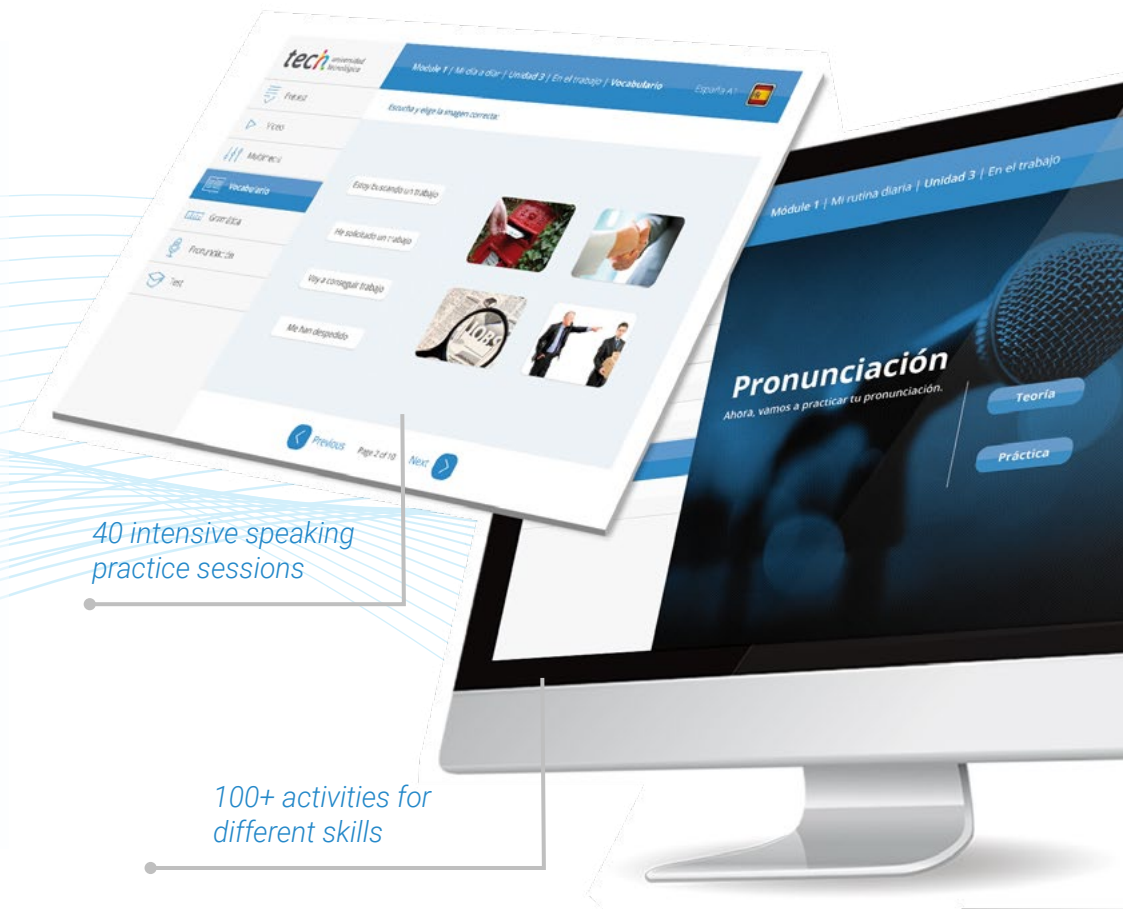 tech universidad
tecnológica
Module 1 | Mi día a diar | Unidad 3 | En el trabajo | Vocabulario
España A1
Escucha y elige la imagen correcta:
Pretest
Vídeo
Vocabulario
Gramática
Pronunciación
Test
Estoy buscando un trabajo
He solicitado un trabajo
Voy a conseguir trabajo
Me han despedido
JOBS
Previous
Page 2 of 10
Next
Módule 1 | Mi rutina diaria | Unidad 3 | En el trabajo
Pronunciación
Ahora, vamos a practicar tu pronunciación.
Teoría
Práctica
40 intensive speaking
practice sessions
100+ activities for
different skills